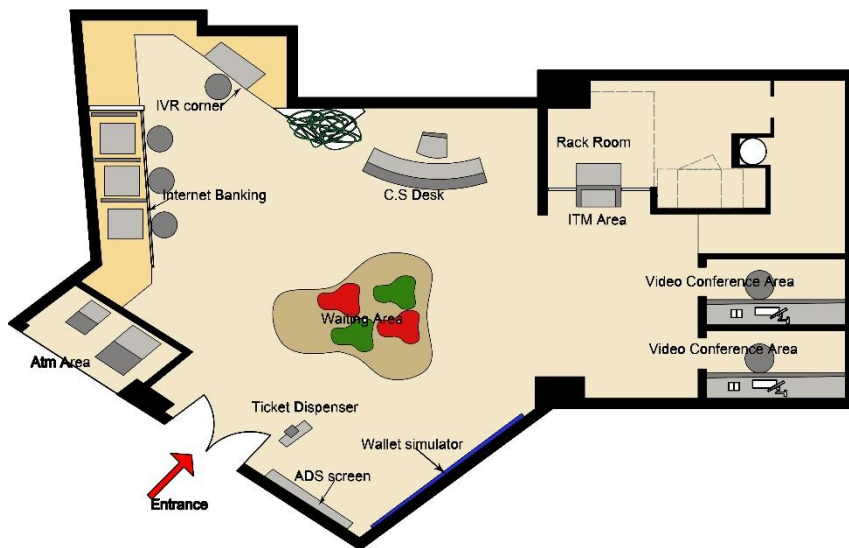 IVR corner
Rack Room
Internet Banking
C.S Desk
ITM Area
Video Conference Area
Waiting Area
Video Conference Area
Atm Area
Ticket Dispenser
Wallet simulator
ADS screen
Entrance